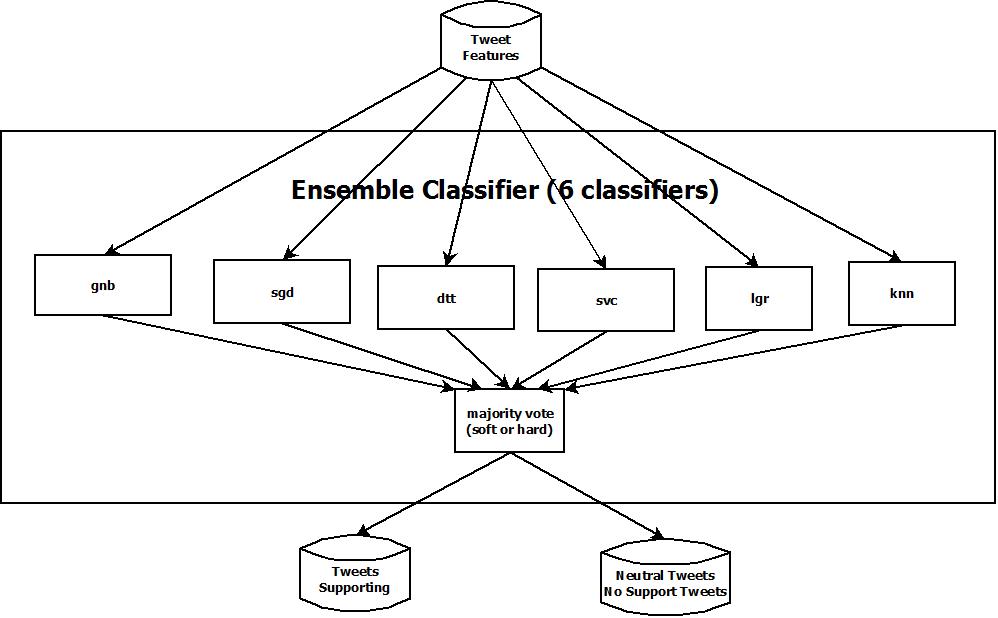 Tweet
Features
Ensemble Classifier (6 classifiers)
gnb
sgd
dtt
svc
lgr
knn
majority vote
(soft or hard)
Tweets
Supporting
Neutral Tweets
No Support Tweets